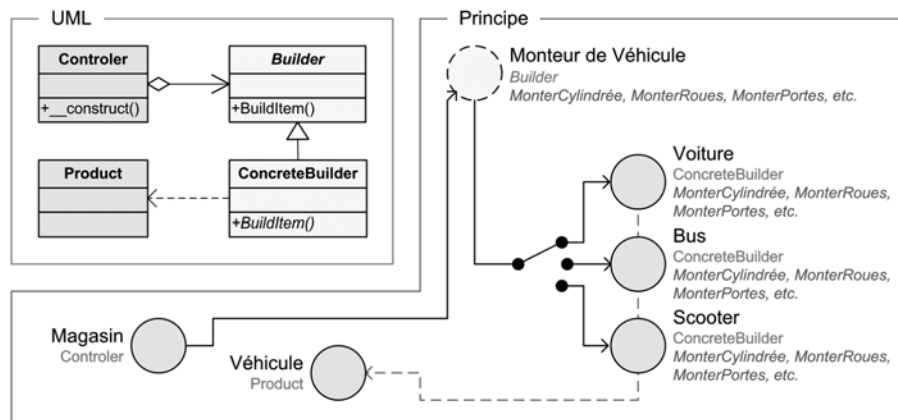 UML
Principe
Controler
+__construct()
Builder
+BuildItem()
Product
ConcreteBuilder
+BuildItem()
Monteur de Véhicule
Builder
MonterCylindrée, MonterRoues, MonterPortes, etc.
Voiture
ConcreteBuilder
MonterCylindrée, MonterRoues,
MonterPortes, etc.
Bus
ConcreteBuilder
MonterCylindrée, MonterRoues,
MonterPortes, etc.
Scooter
ConcreteBuilder
MonterCylindrée, MonterRoues,
MonterPortes, etc.
Magasin
Controler
Véhicule
Product